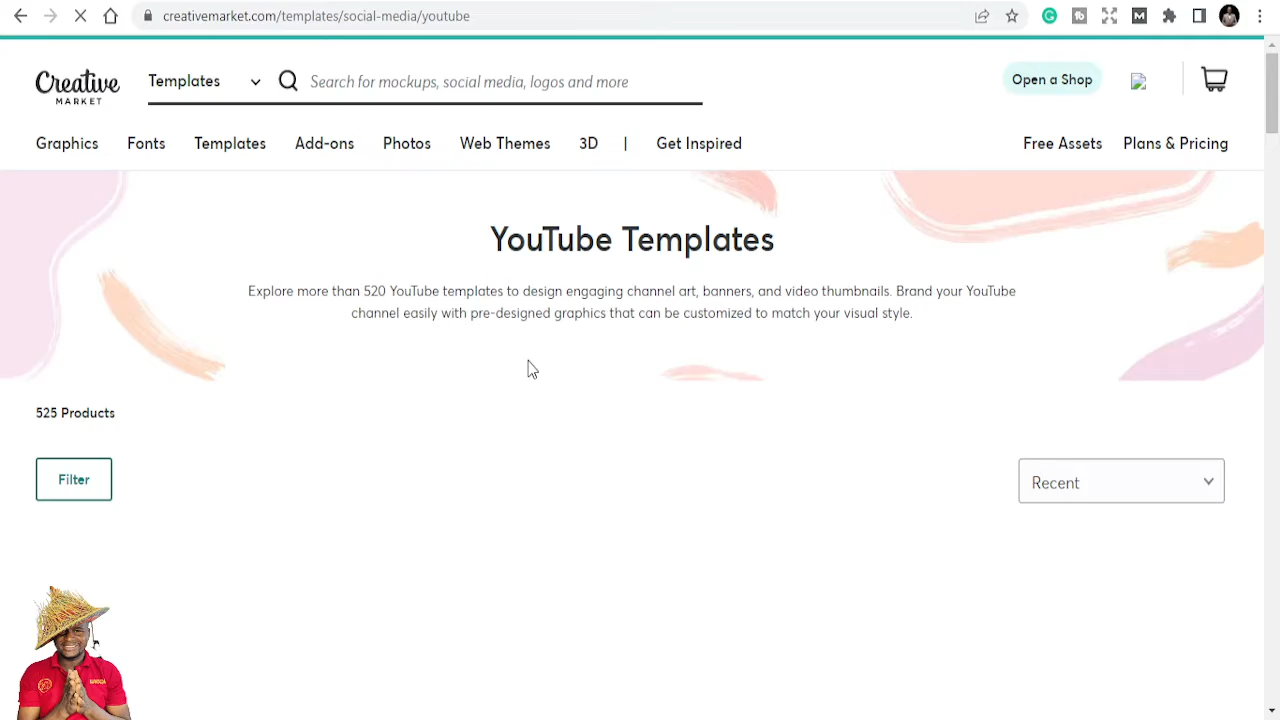 creativemarket.com/templates/social-media/youtube
Creative
MARKET
Templates
Search for mockups, social media, logos and more
Open a Shop
Graphics
Fonts
Templates
Add-ons
Photos
Web Themes
3D
|
Get Inspired
Free Assets
Plans & Pricing
YouTube Templates
Explore more than 520 YouTube templates to design engaging channel art, banners, and video thumbnails. Brand your YouTube
channel easily with pre-designed graphics that can be customized to match your visual style.
525 Products
Filter
Recent